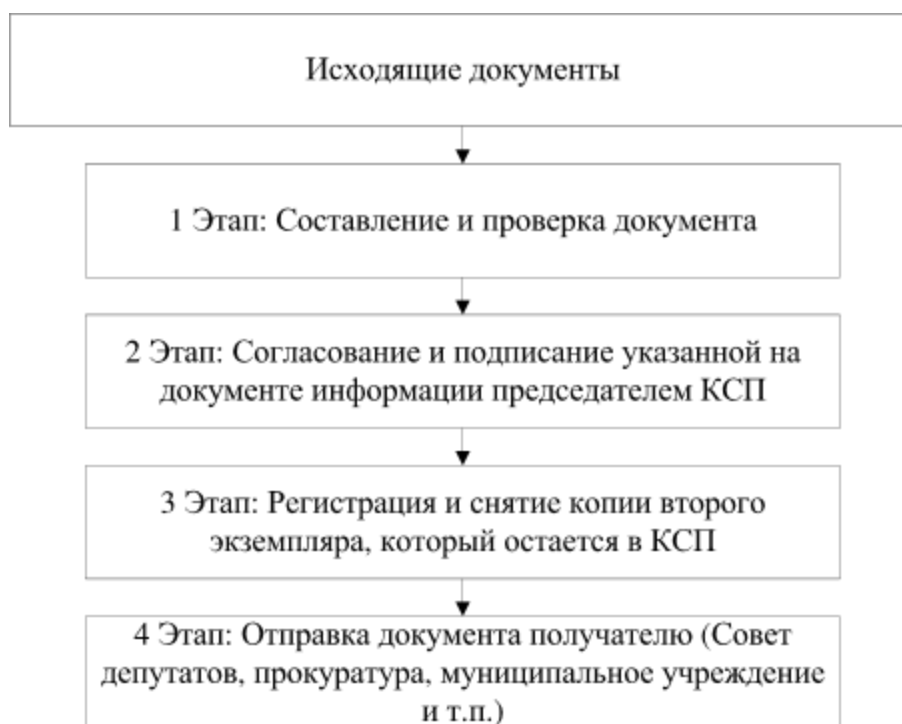 Исходящие документы
1 Этап: Составление и проверка документа
2 Этап: Согласование и подписание указанной на
документе информации председателем КСП
3 Этап: Регистрация и снятие копии второго
экземпляра, который остается в КСП
4 Этап: Отправка документа получателю (Совет
депутатов, прокуратура, муниципальное учреждение
и т.п.)